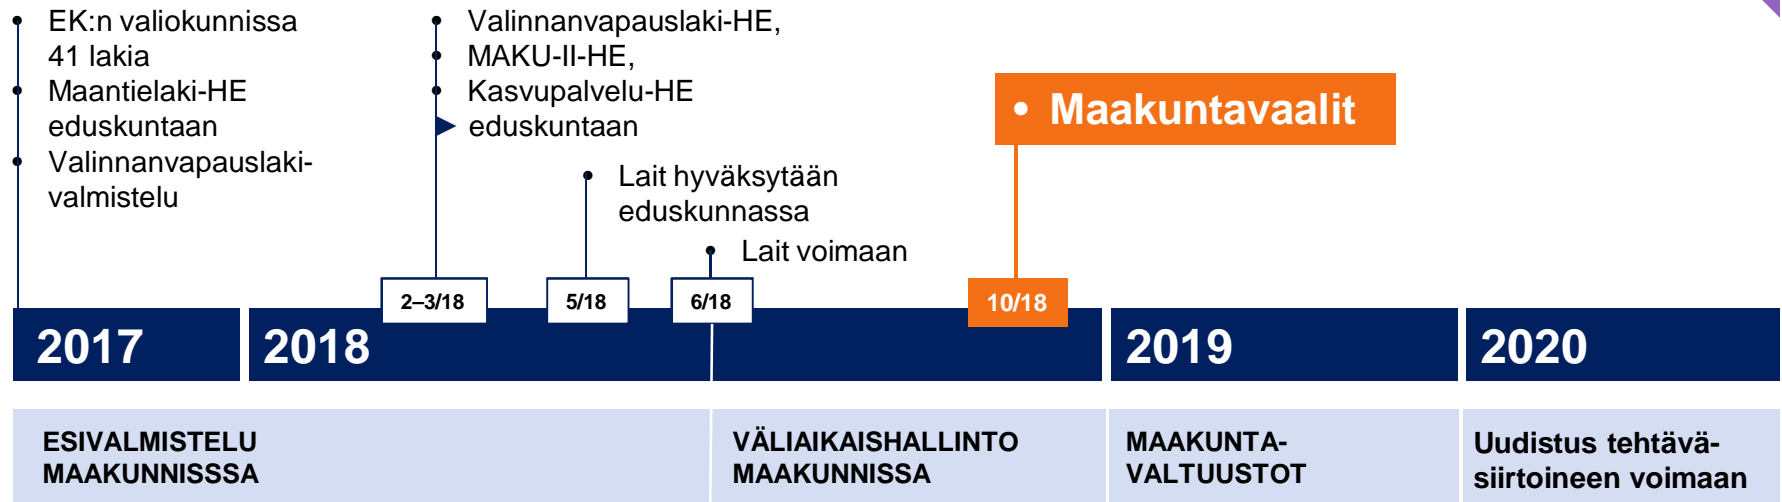 • EK:n valiokunnissa
41 lakia
• Maantielaki-HE
eduskuntaan
• Valinnanvapauslaki-
valmistelu
• Valinnanvapauslaki-HE,
• MAKU-II-HE,
• Kasvupalvelu-HE
eduskuntaan
• Lait hyväksytään
eduskunnassa
• Lait voimaan
• Maakuntavaalit
2–3/18
5/18
6/18
10/18
2017
2018
2019
2020
ESIVALMISTELU
MAAKUNNISSSA
VÄLIAIKAISHALLINTO
MAAKUNNISSA
MAAKUNTA-
VALTUUSTOT
Uudistus tehtävä-
siirtoineen voimaan